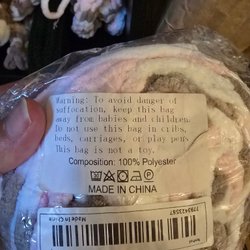 Warning: To avoid danger of
suffocation, keep this bag
away from babies and children.
Do not use this bag in cribs,
beds, carriages, or play pens.
This bag is not a toy.
Composition: 100% Polyester
MADE IN CHINA
Made In China